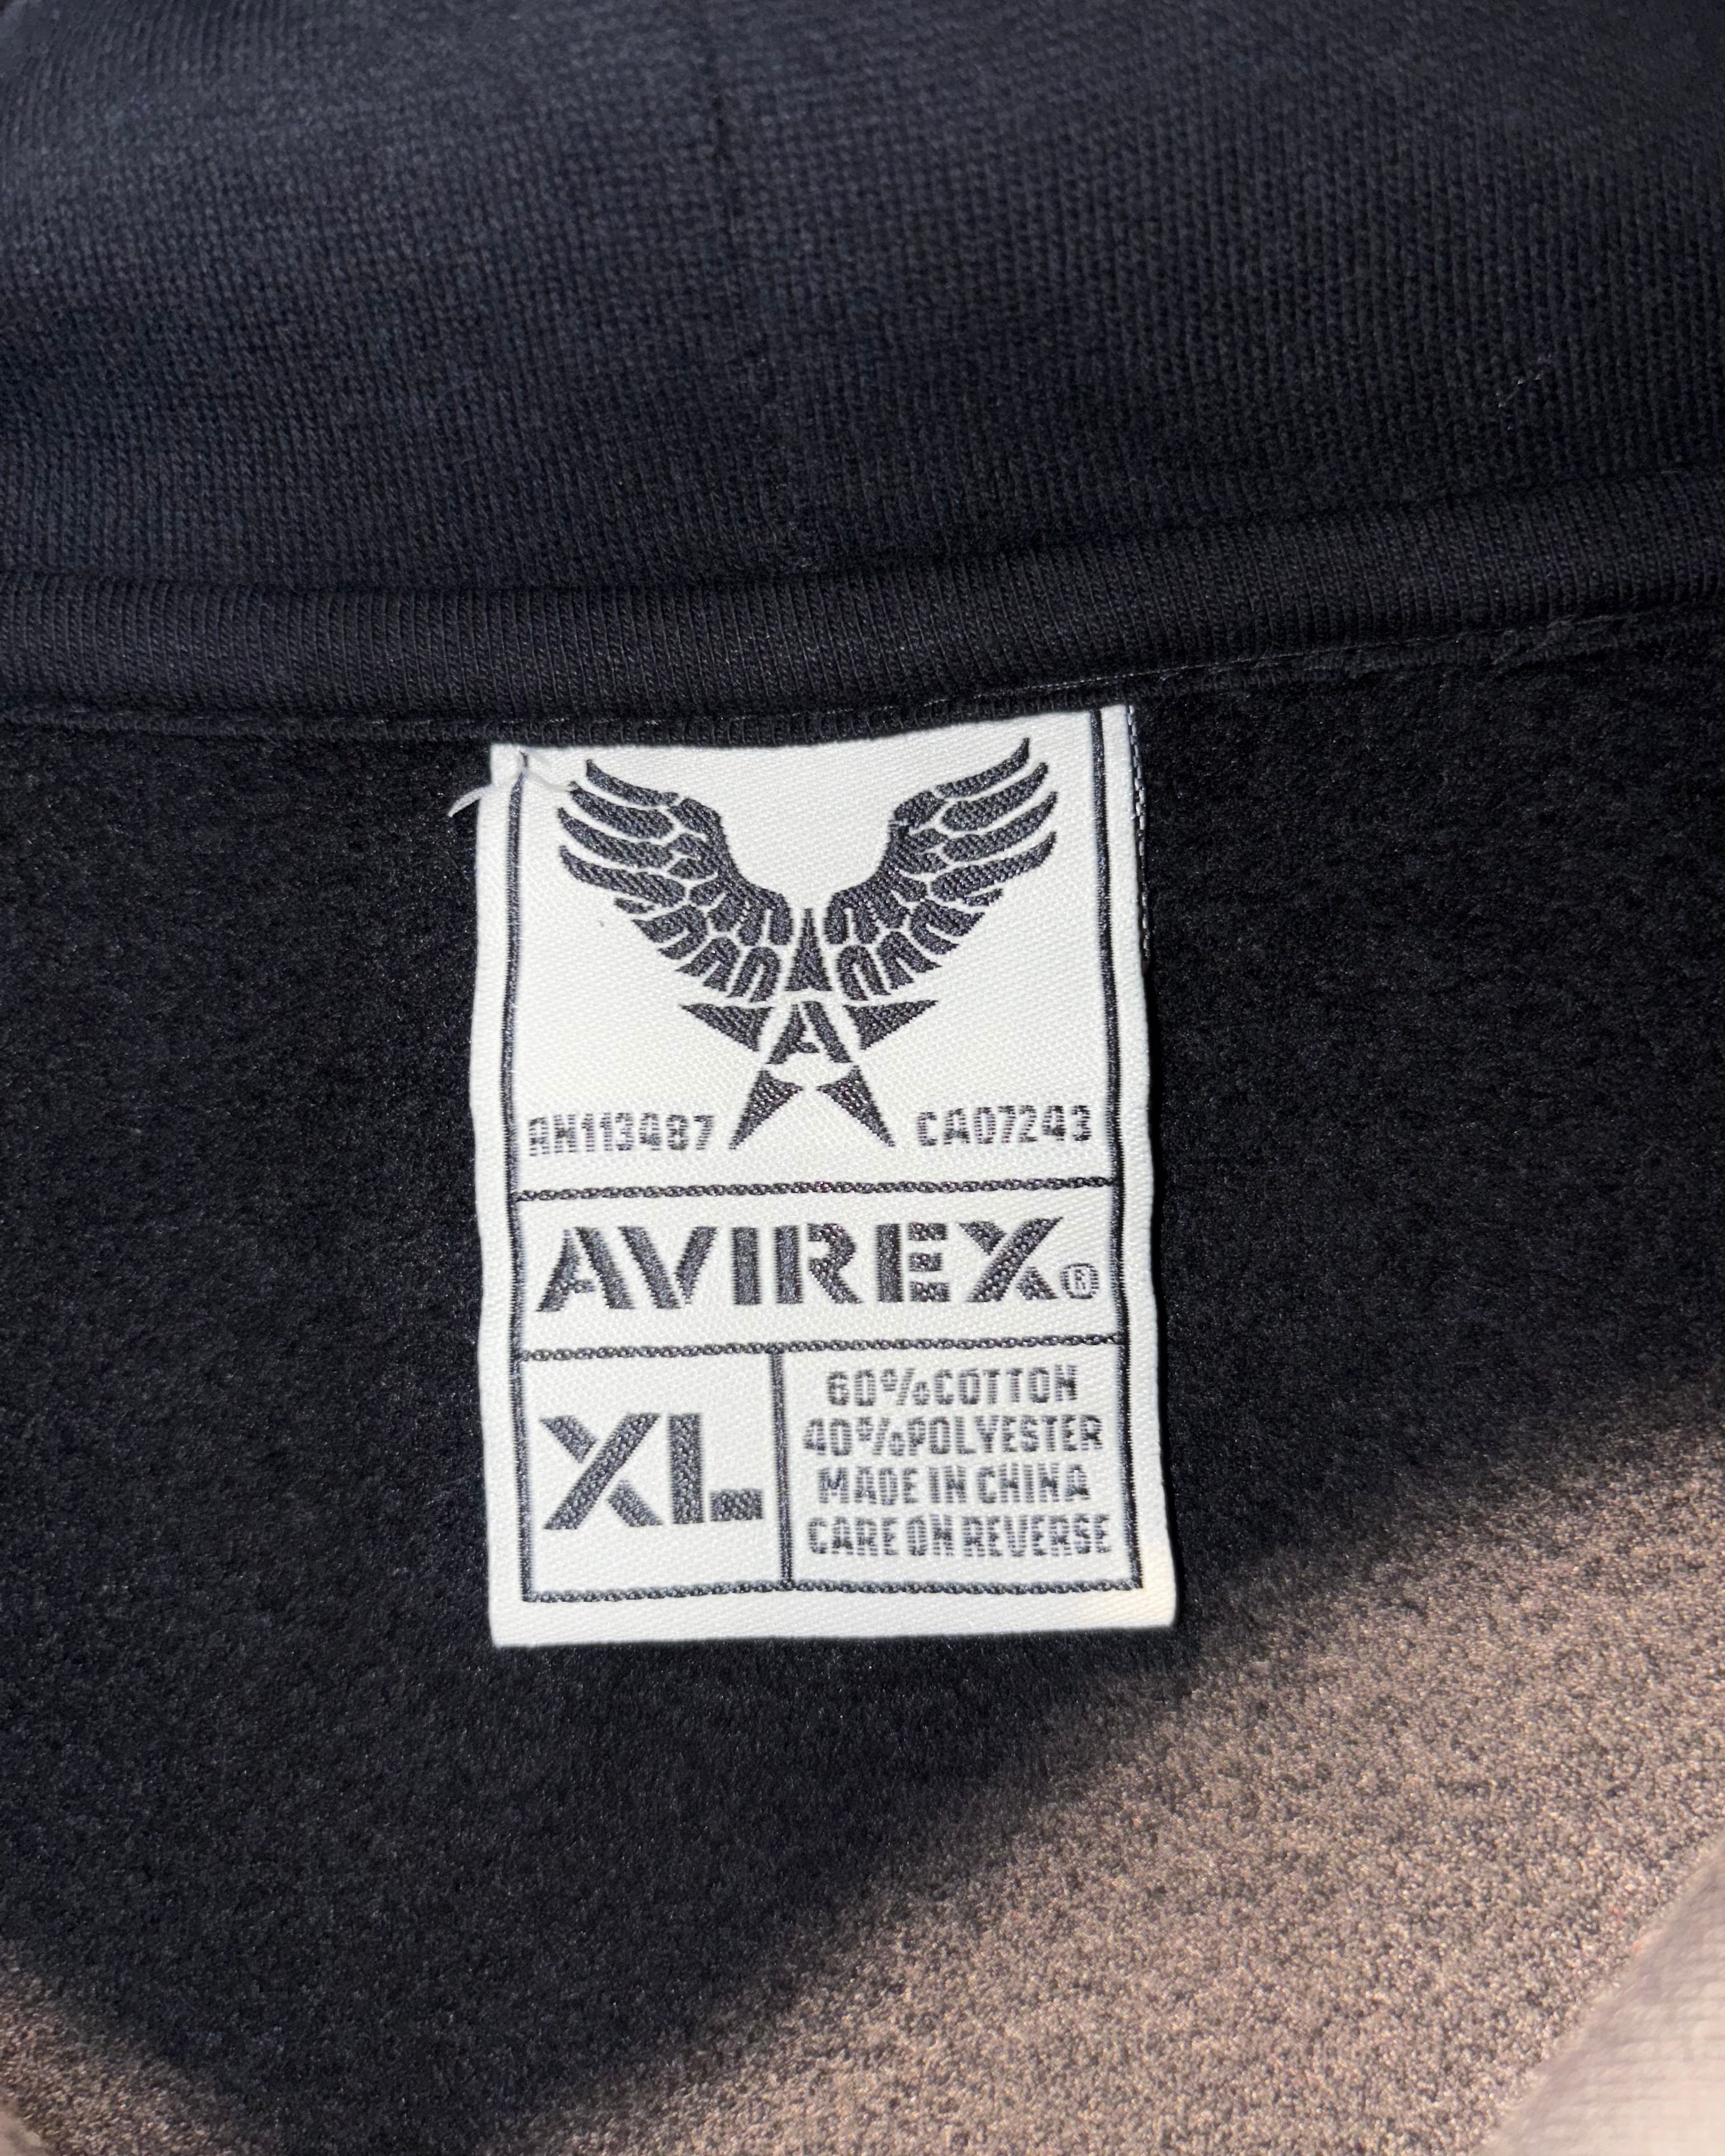 A
RN113487 CA07243
AVIREX®
XL
60%COTTON
40%POLYESTER
MADE IN CHINA
CARE ON REVERSE